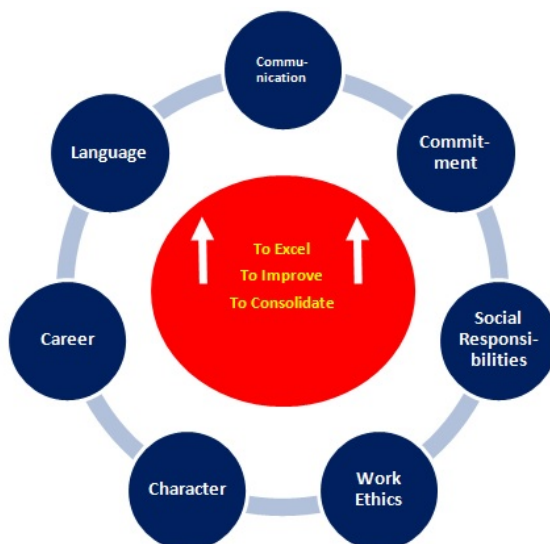 Commu-
nication
Commit-
ment
Social
Responsi-
bilities
Work
Ethics
Character
Career
Language
To Excel
To Improve
To Consolidate